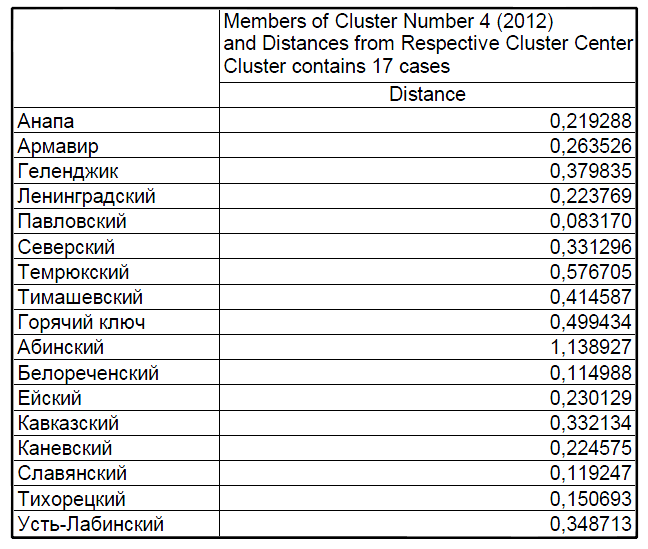 Members of Cluster Number 4 (2012)
and Distances from Respective Cluster Center
Cluster contains 17 cases
Distance
Анапа 0,219288
Армавир 0,263526
Геленджик 0,379835
Ленинградский 0,223769
Павловский 0,083170
Северский 0,331296
Темрюкский 0,576705
Тимашевский 0,414587
Горячий ключ 0,499434
Абинский 1,138927
Белореченский 0,114988
Ейский 0,230129
Кавказский 0,332134
Каневский 0,224575
Славянский 0,119247
Тихорецкий 0,150693
Усть-Лабинский 0,348713